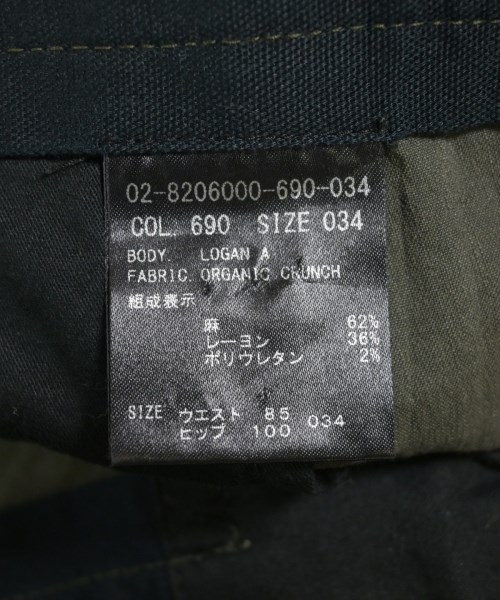 02-8206000-690-034
COL. 690 SIZE 034
BODY. LOGAN A
FABRIC. ORGANIC CRUNCH
組成表示
麻 62%
レーヨン 36%
ポリウレタン 2%
SIZE ウエスト 85 034
ヒップ 100